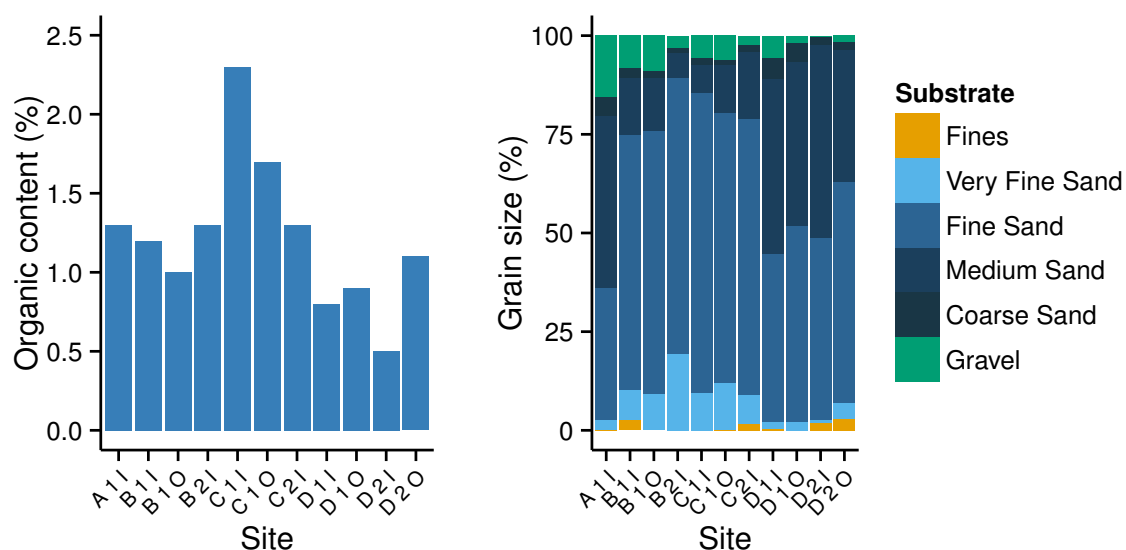 Organic content (%)
2.5
2.0
1.5
1.0
0.5
0.0
A 1 I
B 1 I
B 1 O
B 2 I
C 1 I
C 1 O
C 2 I
D 1 I
D 1 O
D 2 I
D 2 O
Site
Grain size (%)
100
75
50
25
0
A 1 I
B 1 I
B 1 O
B 2 I
C 1 I
C 1 O
C 2 I
D 1 I
D 1 O
D 2 I
D 2 O
Site
Substrate
Fines
Very Fine Sand
Fine Sand
Medium Sand
Coarse Sand
Gravel